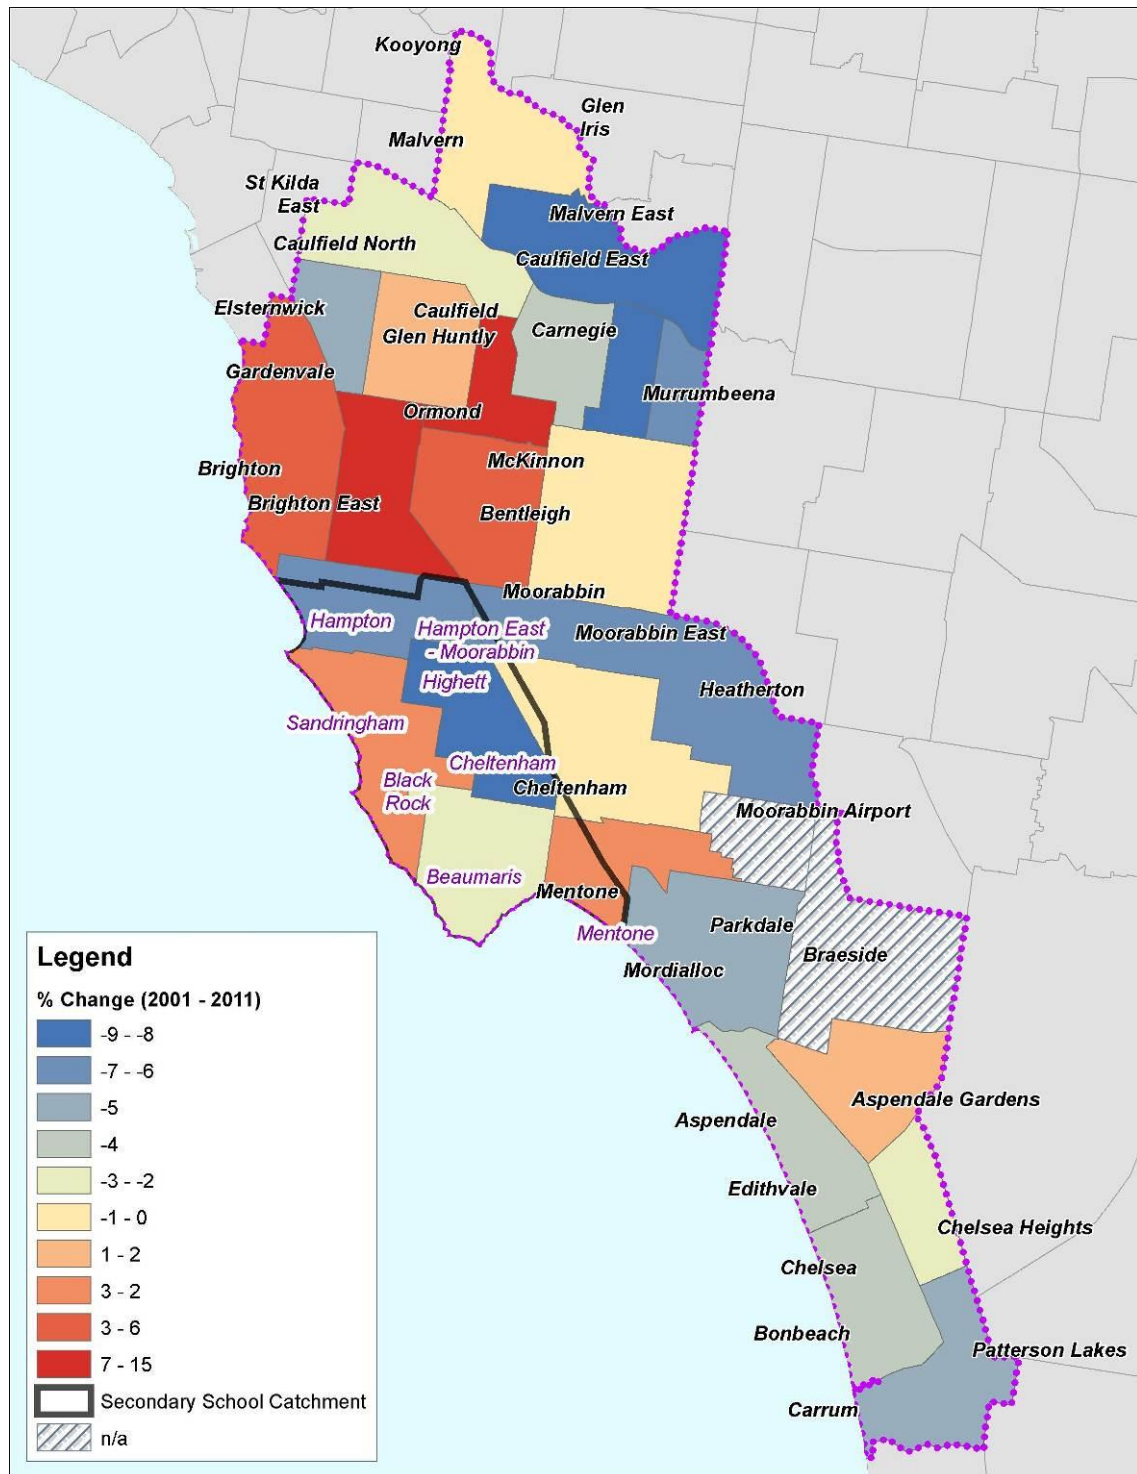 Kooyong
Glen
Iris
Malvern
St Kilda
East
Malvern East
Caulfield North
Caulfield East
Elsternwick
Caulfield
Glen Huntly
Carnegie
Gardenvale
Murrumbeena
Ormond
McKinnon
Brighton
Brighton East
Bentleigh
Moorabbin
Hampton
Hampton East
- Moorabbin
Moorabbin East
Highett
Heatherton
Sandringham
Cheltenham
Black
Rock
Cheltenham
Moorabbin Airport
Beaumaris
Mentone
Mentone
Parkdale
Braeside
Mordialloc
Aspendale Gardens
Aspendale
Edithvale
Chelsea Heights
Chelsea
Bonbeach
Patterson Lakes
Carrum
Legend
% Change (2001 - 2011)
-9 - -8
-7 - -6
-5
-4
-3 - -2
-1 - 0
1 - 2
3 - 2
3 - 6
7 - 15
Secondary School Catchment
n/a